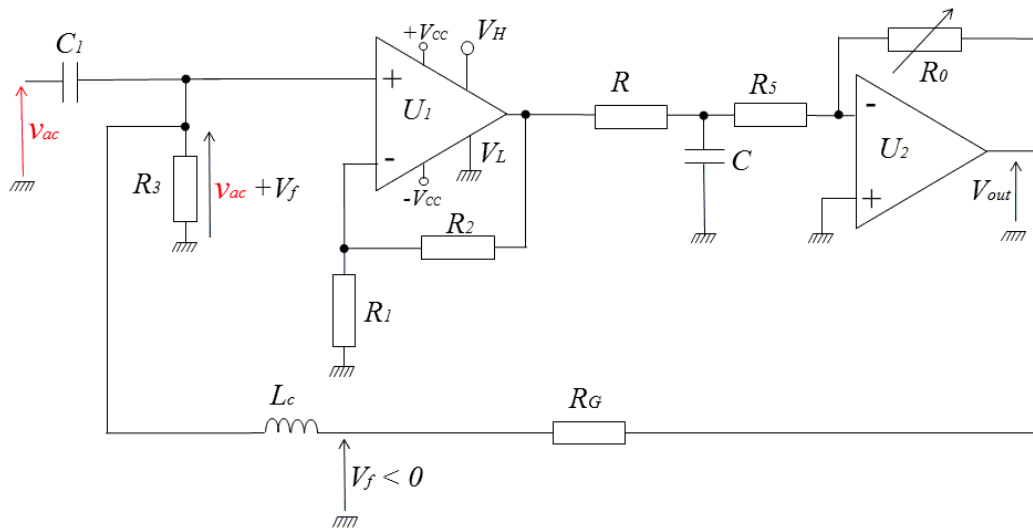 C1
+Vcc
VH
R
R5
R0
+
U1
-
U2
vac
R3
vac +Vf
VL
-Vcc
R2
C
+
-
Vout
R1
Lc
RG
Vf < 0